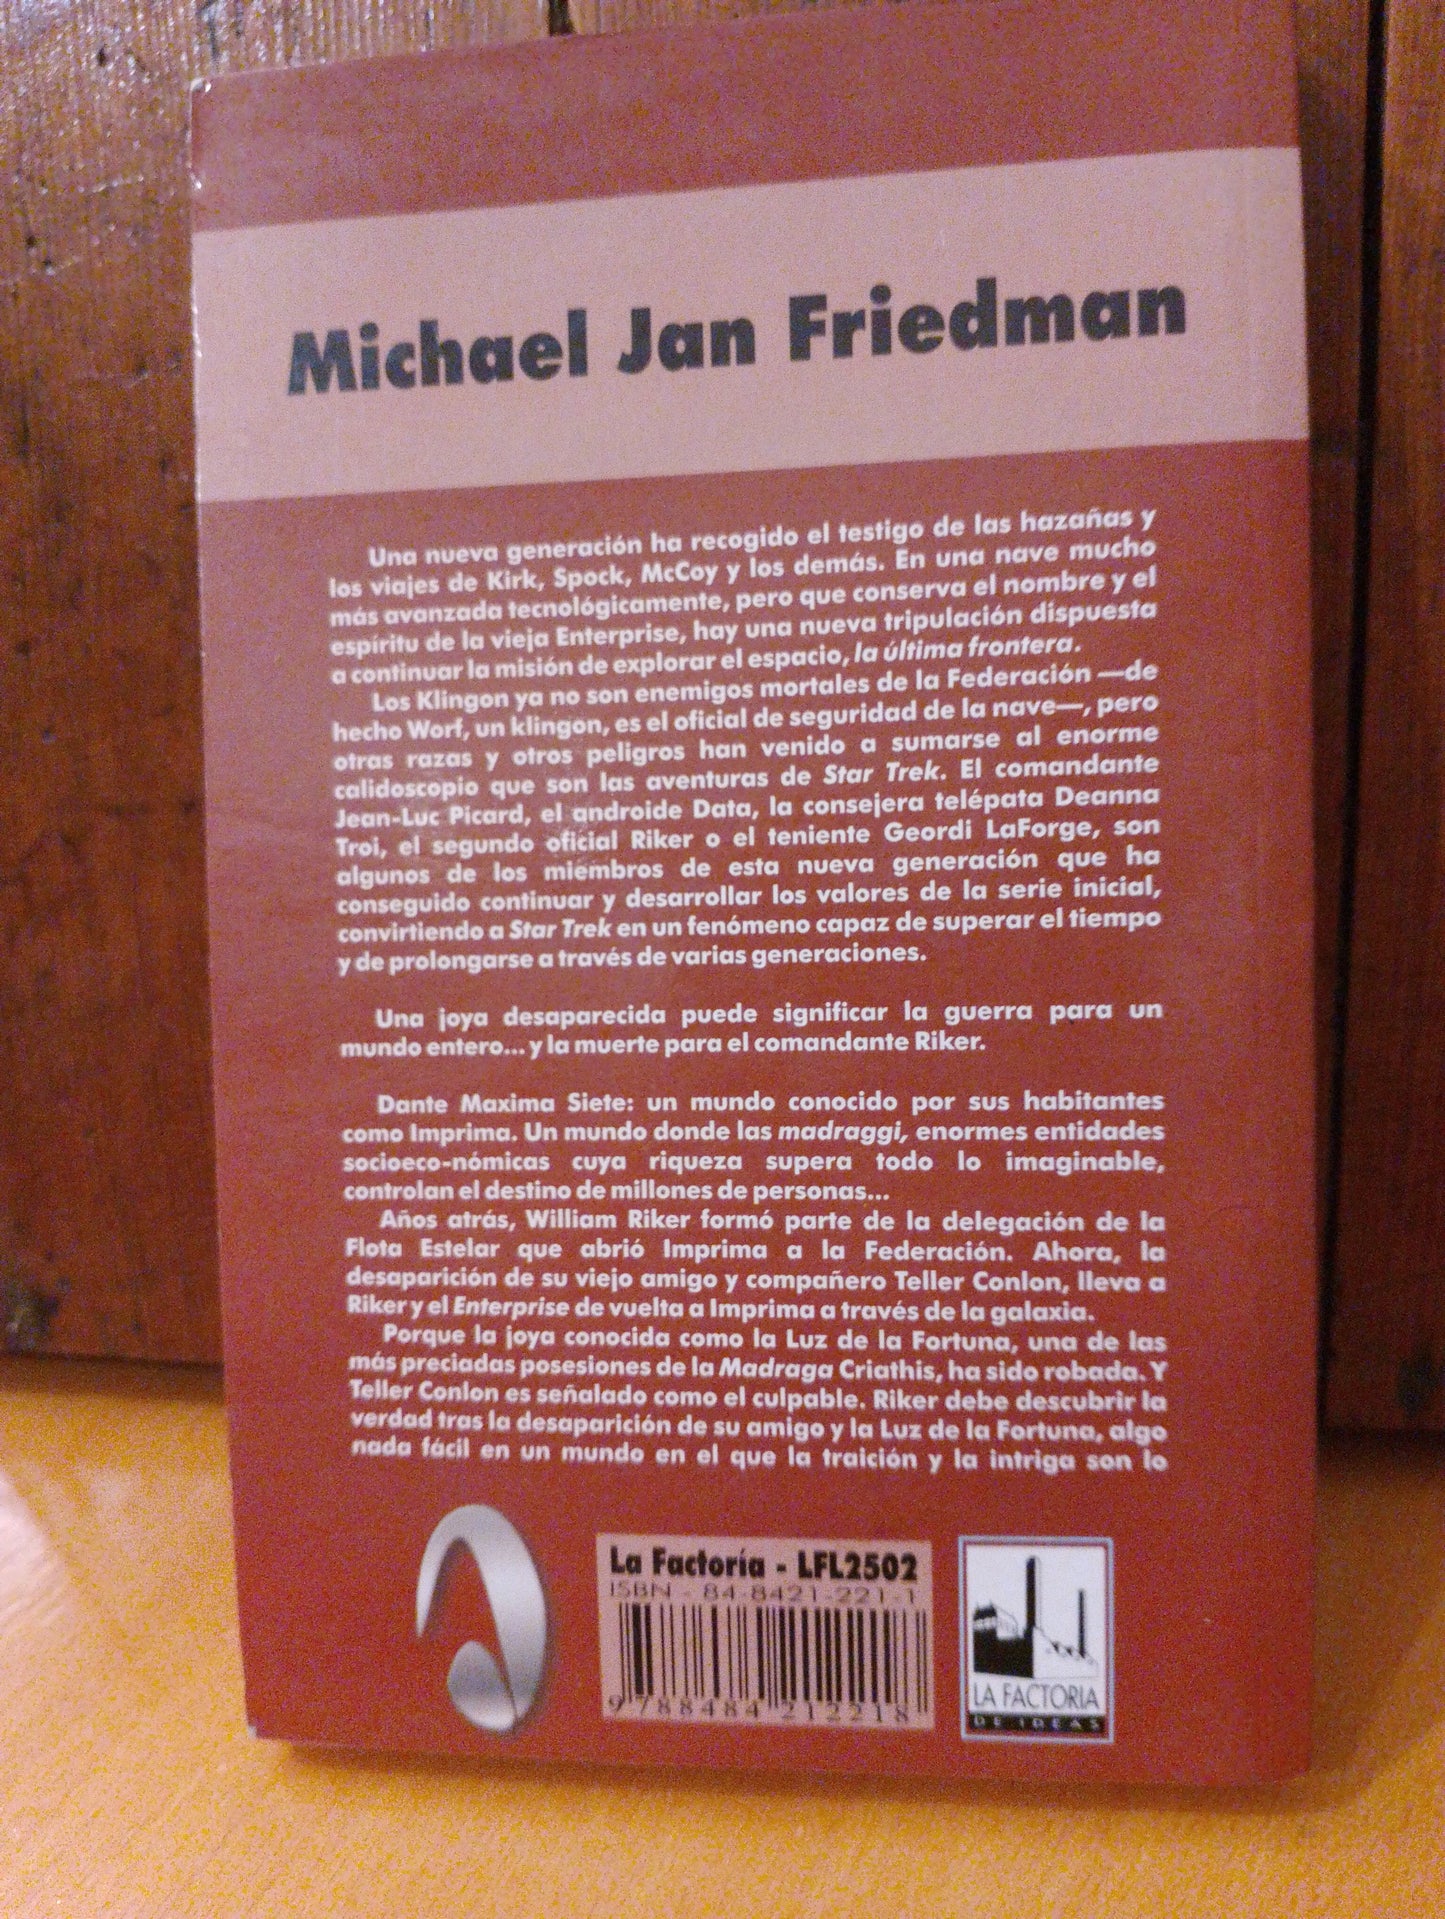 Michael Jan Friedman
Una nueva generación ha recogido el testigo de las hazañas y
los viajes de Kirk, Spock, McCoy y los demás. En una nave mucho
más avanzada tecnológicamente, pero que conserva el nombre y el
espíritu de la vieja Enterprise, hay una nueva tripulación dispuesta
a continuar la misión de explorar el espacio, la última frontera.
Los Klingon ya no son enemigos mortales de la Federación —de
hecho Worf, un klingon, es el oficial de seguridad de la nave—, pero
otras razas y otros peligros han venido a sumarse al enorme
calidoscopio que son las aventuras de Star Trek. El comandante
Jean-Luc Picard, el androide Data, la consejera telépata Deanna
Troi, el segundo oficial Riker o el teniente Geordi LaForge, son
algunos de los miembros de esta nueva generación que ha
conseguido continuar y desarrollar los valores de la serie inicial,
convirtiendo a Star Trek en un fenómeno capaz de superar el tiempo
y de prolongarse a través de varias generaciones.
Una joya desaparecida puede significar la guerra para un
mundo entero... y la muerte para el comandante Riker.
Dante Maxima Siete: un mundo conocido por sus habitantes
como Imprima. Un mundo donde las madraggi, enormes entidades
socioeco-nómicas cuya riqueza supera todo lo imaginable,
controlan el destino de millones de personas...
Años atrás, William Riker formó parte de la delegación de la
Flota Estelar que abrió Imprima a la Federación. Ahora, la
desaparición de su viejo amigo y compañero Teller Conlon, lleva a
Riker y el Enterprise de vuelta a Imprima a través de la galaxia.
Porque la joya conocida como la Luz de la Fortuna, una de las
más preciadas posesiones de la Madraga Criathis, ha sido robada. Y
Teller Conlon es señalado como el culpable. Riker debe descubrir la
verdad tras la desaparición de su amigo y la Luz de la Fortuna, algo
nada fácil en un mundo en el que la traición y la intriga son lo
La Factoría - LFL2502
ISBN - 84-8421-221-1
9 788484 212218
LA FACTORIA
DE IDEAS